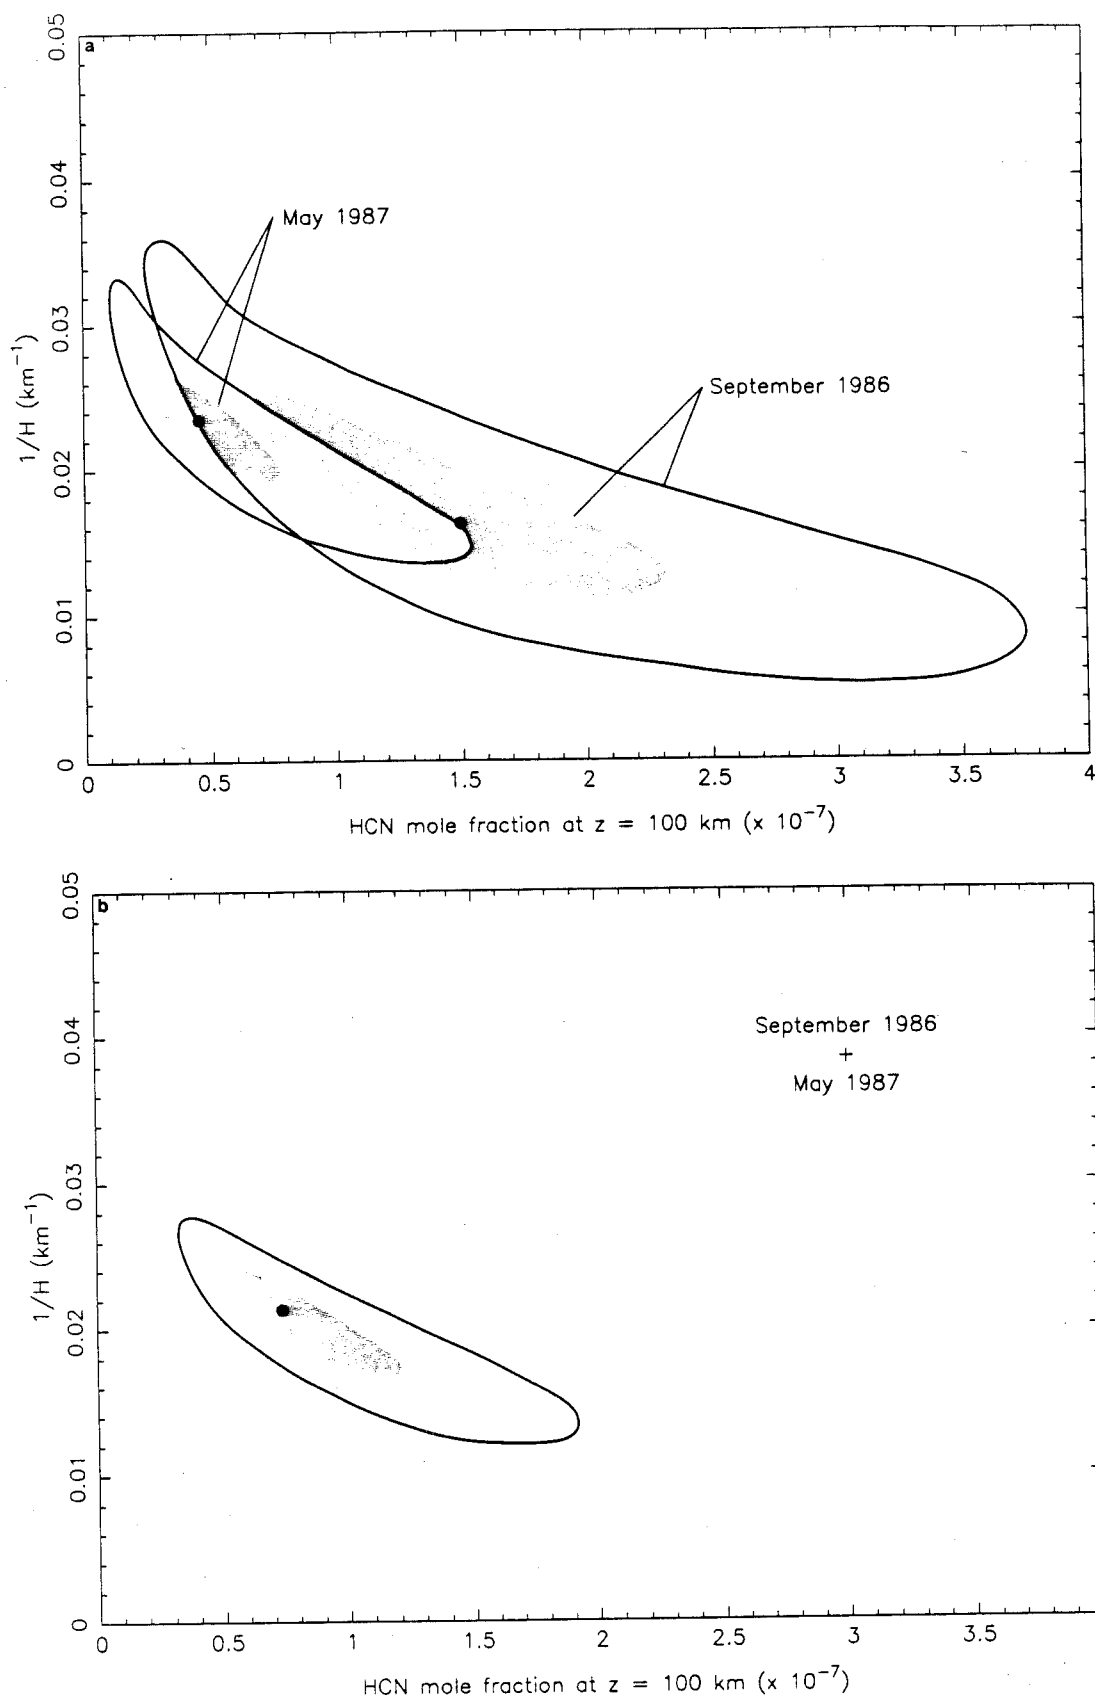 a
0.05
0.04
0.03
0.02
0.01
0
1/H (km⁻¹)
May 1987
September 1986
0 0.5 1 1.5 2 2.5 3 3.5 4
HCN mole fraction at z = 100 km (x 10⁻⁷)
b
0.05
0.04
0.03
0.02
0.01
0
1/H (km⁻¹)
September 1986
+
May 1987
0 0.5 1 1.5 2 2.5 3 3.5
HCN mole fraction at z = 100 km (x 10⁻⁷)